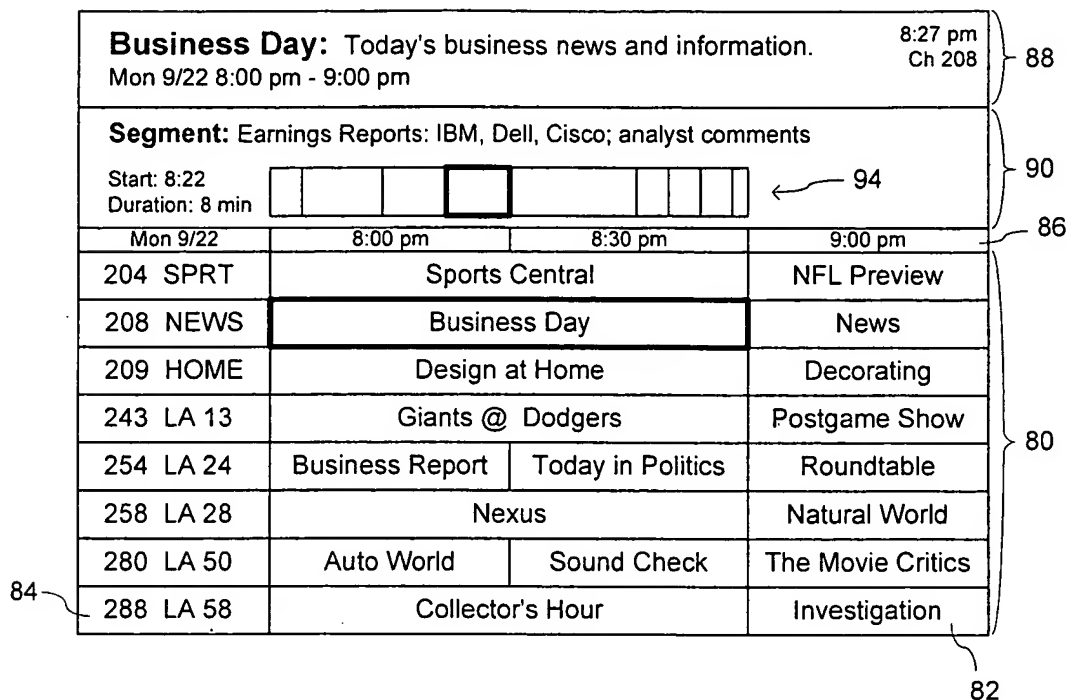 Business Day: Today's business news and information. 8:27 pm
Ch 208 88
Mon 9/22 8:00 pm - 9:00 pm
Segment: Earnings Reports: IBM, Dell, Cisco; analyst comments
90
Start: 8:22 94
Duration: 8 min
86
Mon 9/22 8:00 pm 8:30 pm 9:00 pm
204 SPRT Sports Central NFL Preview
208 NEWS Business Day News
209 HOME Design at Home Decorating
243 LA 13 Giants @ Dodgers Postgame Show
80
254 LA 24 Business Report Today in Politics Roundtable
258 LA 28 Nexus Natural World
280 LA 50 Auto World Sound Check The Movie Critics
84
288 LA 58 Collector's Hour Investigation
82